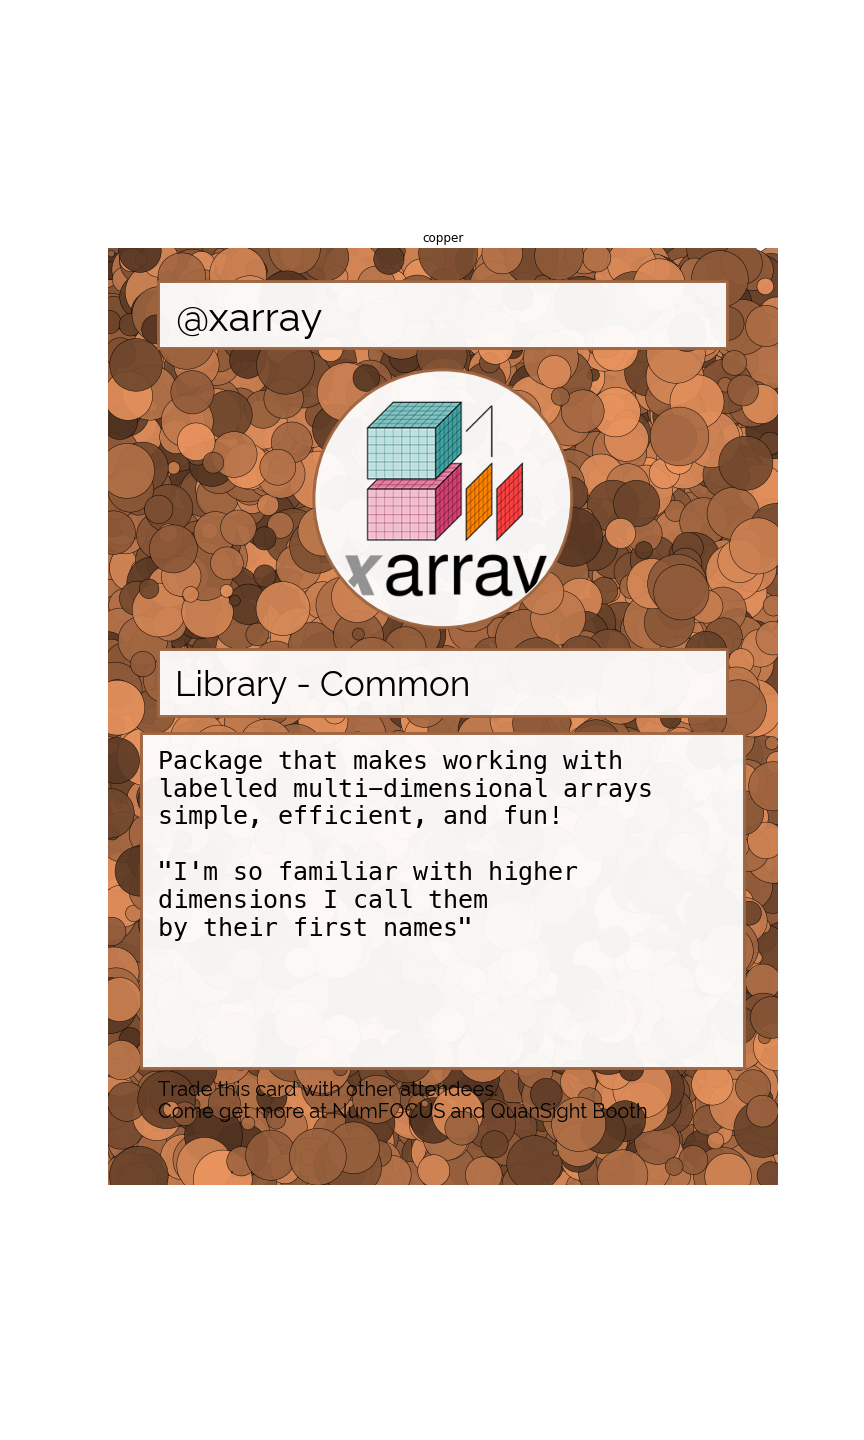 copper
@xarray
xarray
Library - Common
Package that makes working with
labelled multi-dimensional arrays
simple, efficient, and fun!
"I'm so familiar with higher
dimensions I call them
by their first names"
Trade this card with other attendees.
Come get more at NumFOCUS and QuanSight Booth